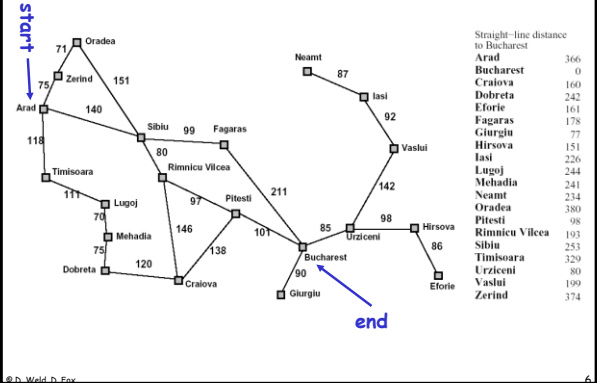 start
Oradea
71
Neamt
87
Zerind
151
Iasi
75
Arad
140
92
Sibiu
99
Fagaras
118
80
Vaslui
Rimnicu Vilcea
Timisoara
142
111
211
Lugoj
97
Pitesti
70
98
Hirsova
146
85
Mehadia
101
Urziceni
138
86
75
Bucharest
120
90
Dobreta
Craiova
Eforie
Giurgiu
end
Straight-line distance
to Bucharest
Arad 366
Bucharest 0
Craiova 160
Dobreta 242
Eforie 161
Fagaras 178
Giurgiu 77
Hirsova 151
Iasi 226
Lugoj 244
Mehadia 241
Neamt 234
Oradea 380
Pitesti 98
Rimnicu Vilcea 193
Sibiu 253
Timisoara 329
Urziceni 80
Vaslui 199
Zerind 374
© D. Weld, D. Fox
6